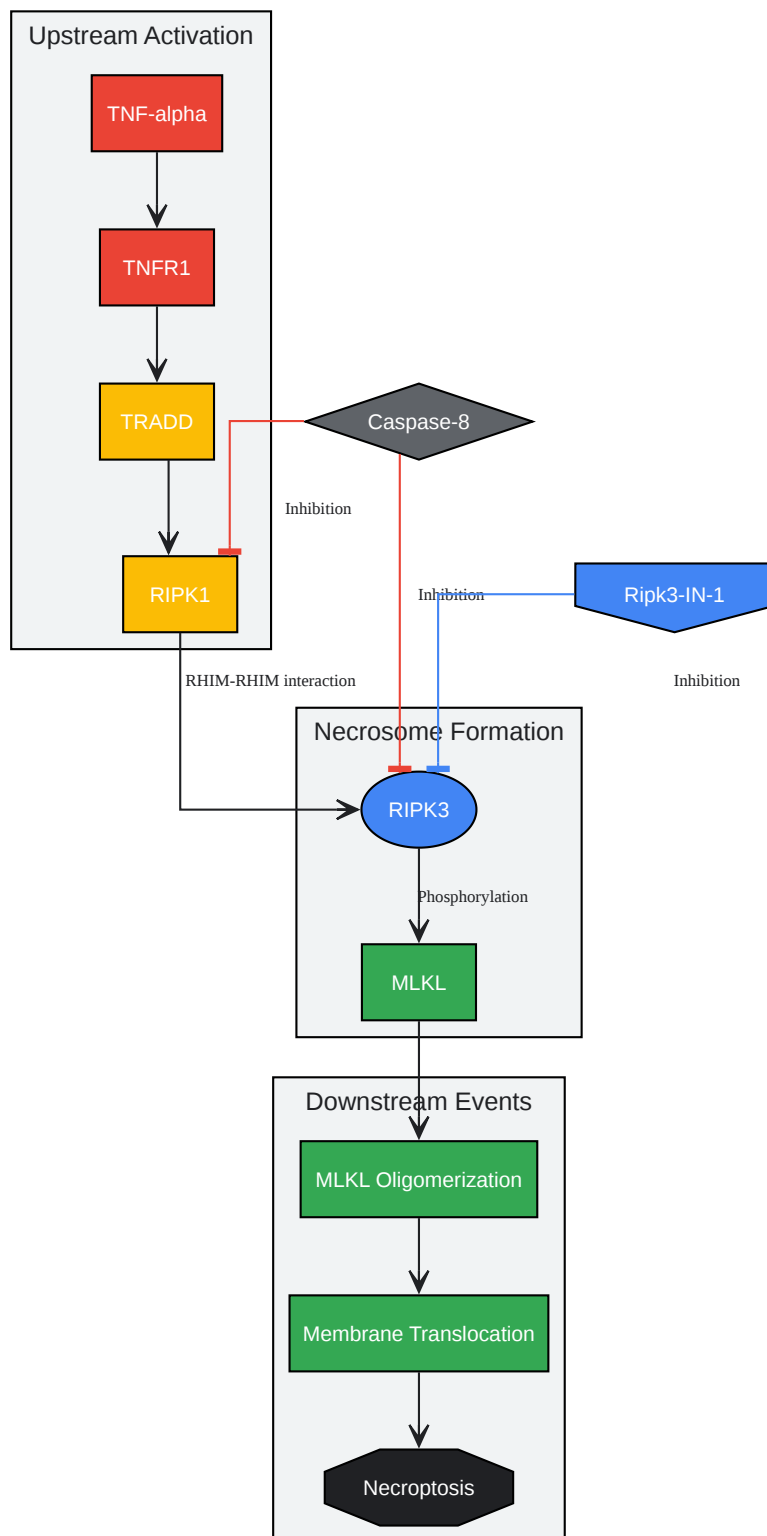 Upstream Activation
TNF-alpha
TNFR1
TRADD
Caspase-8
Inhibition
RIPK1
Inhibition
Ripk3-IN-1
RHIM-RHIM interaction
Inhibition
Necrosome Formation
RIPK3
Phosphorylation
MLKL
Downstream Events
MLKL Oligomerization
Membrane Translocation
Necroptosis